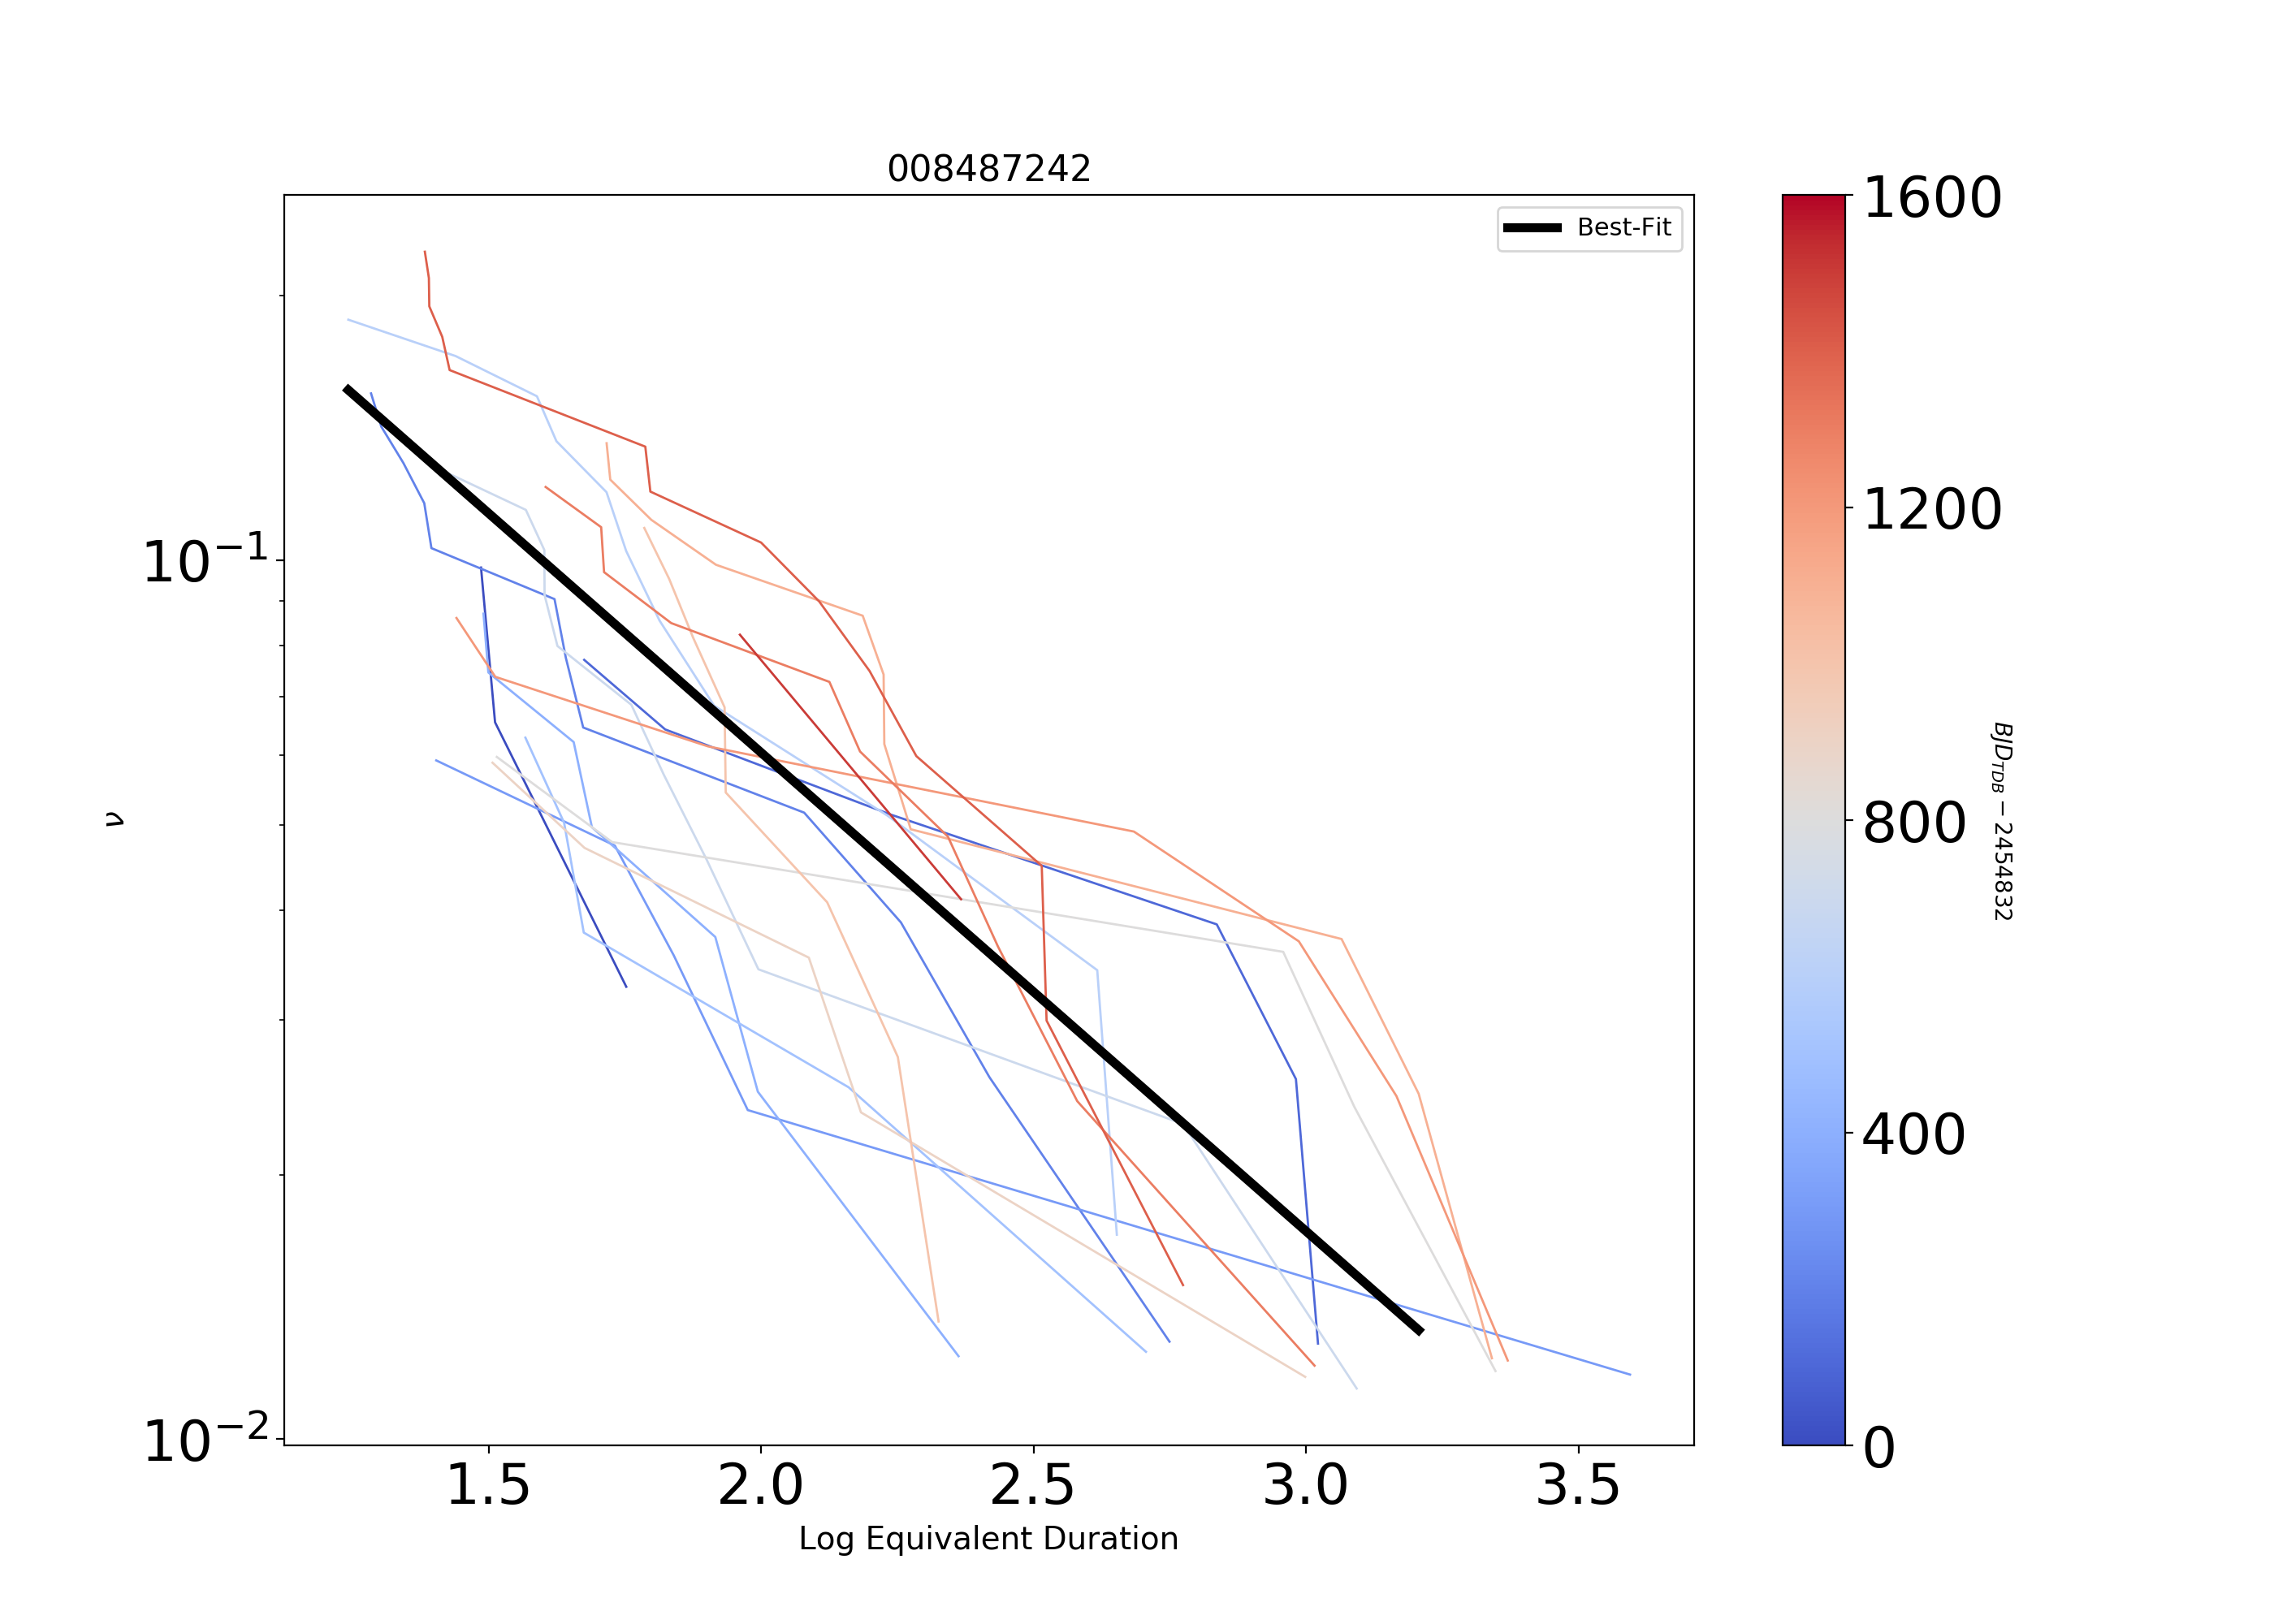 008487242
Best-Fit
10⁻¹
10⁻²
ν
1.5 2.0 2.5 3.0 3.5
Log Equivalent Duration
1600
1200
800
400
0
BJD_TDB − 2454832